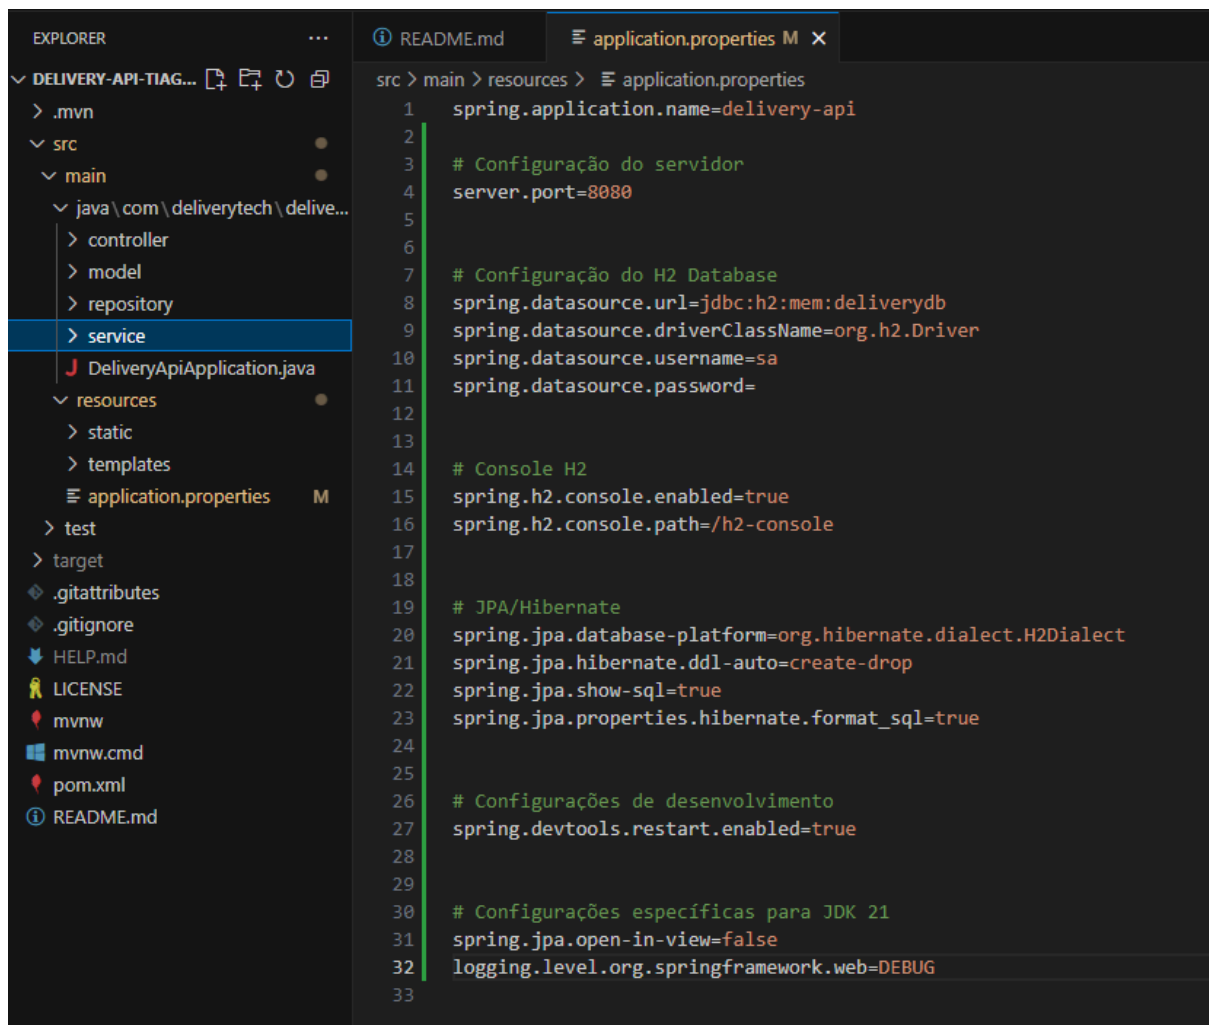 EXPLORER
DELIVERY-API-TIAG...
.mvn
src
main
java\com\deliverytech\delive...
controller
model
repository
service
J DeliveryApiApplication.java
resources
static
templates
application.properties M
test
target
.gitattributes
.gitignore
HELP.md
LICENSE
mvnw
mvnw.cmd
pom.xml
README.md
README.md
application.properties M
src > main > resources > application.properties
1 spring.application.name=delivery-api
2
3 # Configuração do servidor
4 server.port=8080
5
6
7 # Configuração do H2 Database
8 spring.datasource.url=jdbc:h2:mem:deliverydb
9 spring.datasource.driverClassName=org.h2.Driver
10 spring.datasource.username=sa
11 spring.datasource.password=
12
13
14 # Console H2
15 spring.h2.console.enabled=true
16 spring.h2.console.path=/h2-console
17
18
19 # JPA/Hibernate
20 spring.jpa.database-platform=org.hibernate.dialect.H2Dialect
21 spring.jpa.hibernate.ddl-auto=create-drop
22 spring.jpa.show-sql=true
23 spring.jpa.properties.hibernate.format_sql=true
24
25
26 # Configurações de desenvolvimento
27 spring.devtools.restart.enabled=true
28
29
30 # Configurações específicas para JDK 21
31 spring.jpa.open-in-view=false
32 logging.level.org.springframework.web=DEBUG
33